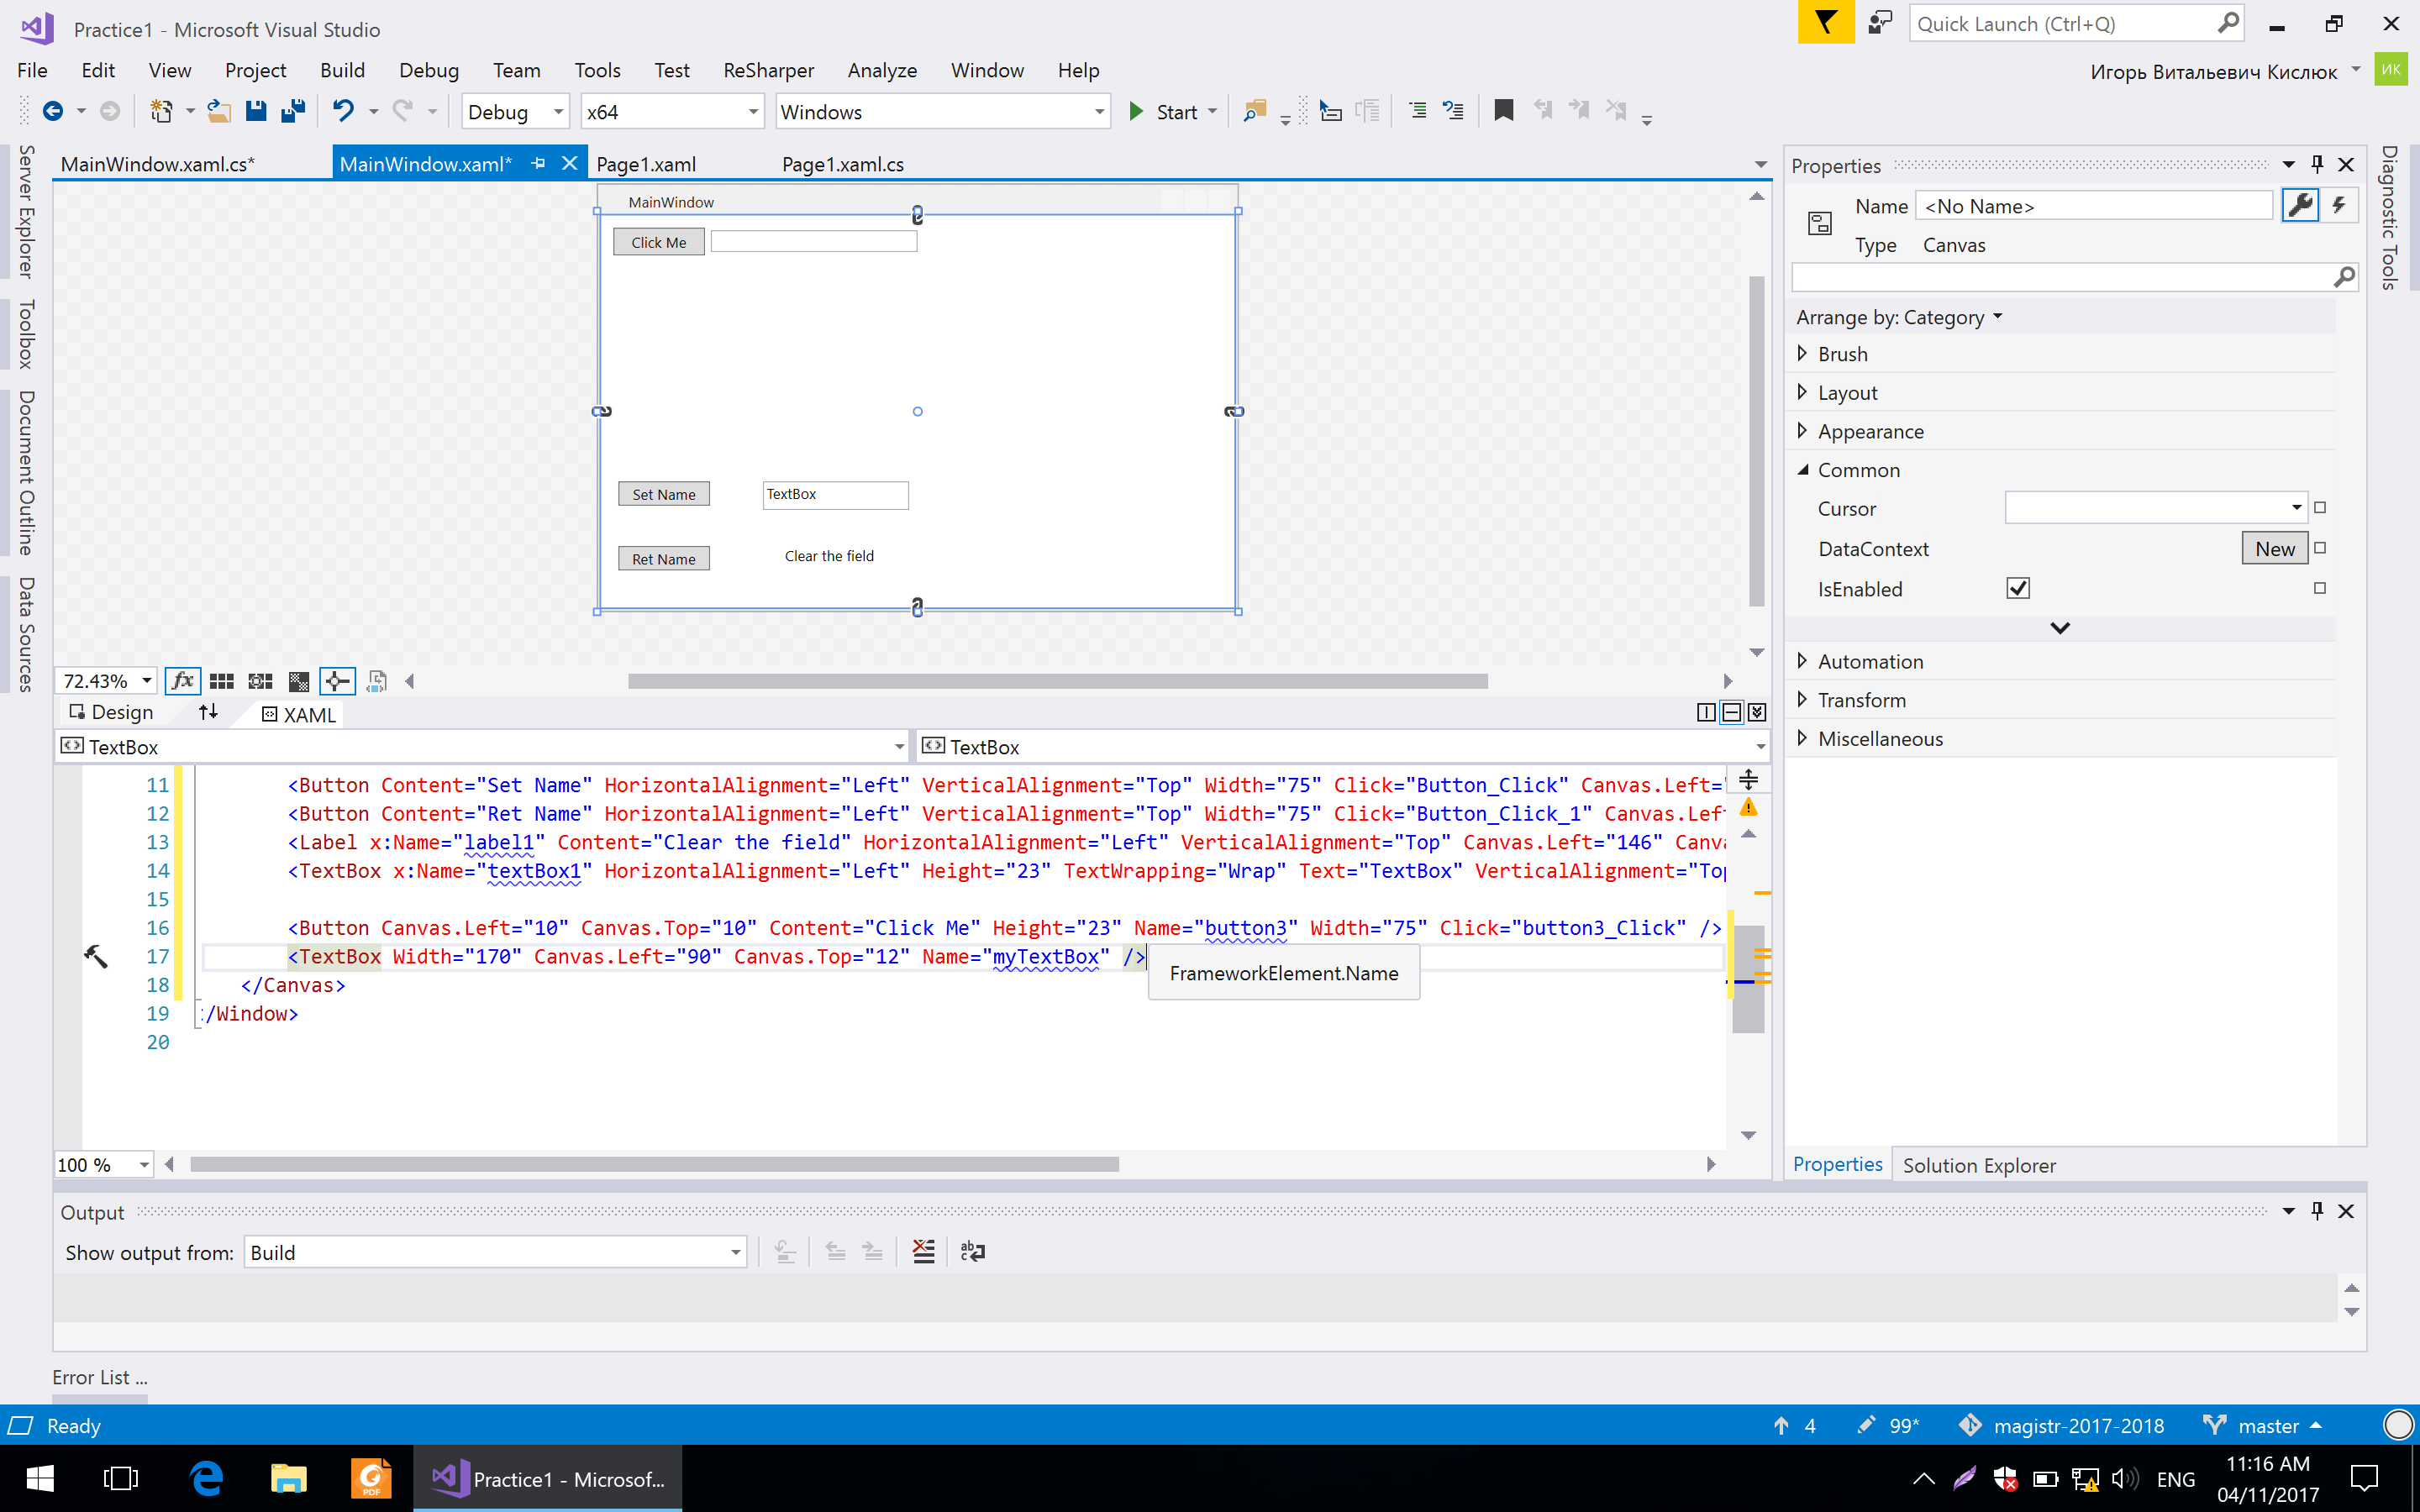 Practice1 - Microsoft Visual Studio
Quick Launch (Ctrl+Q)
File Edit View Project Build Debug Team Tools Test ReSharper Analyze Window Help
Игорь Витальевич Кислюк
ИК
Debug x64 Windows Start
Server Explorer
Toolbox
Document Outline
Data Sources
MainWindow.xaml.cs* MainWindow.xaml* Page1.xaml Page1.xaml.cs
MainWindow
Click Me
Set Name TextBox
Ret Name Clear the field
72.43% fx
Design XAML
TextBox TextBox
11 <Button Content="Set Name" HorizontalAlignment="Left" VerticalAlignment="Top" Width="75" Click="Button_Click" Canvas.Left=
12 <Button Content="Ret Name" HorizontalAlignment="Left" VerticalAlignment="Top" Width="75" Click="Button_Click_1" Canvas.Lef
13 <Label x:Name="label1" Content="Clear the field" HorizontalAlignment="Left" VerticalAlignment="Top" Canvas.Left="146" Canv
14 <TextBox x:Name="textBox1" HorizontalAlignment="Left" Height="23" TextWrapping="Wrap" Text="TextBox" VerticalAlignment="To
15
16 <Button Canvas.Left="10" Canvas.Top="10" Content="Click Me" Height="23" Name="button3" Width="75" Click="button3_Click" />
17 <TextBox Width="170" Canvas.Left="90" Canvas.Top="12" Name="myTextBox" />
FrameworkElement.Name
18 </Canvas>
19 /Window>
20
100 %
Properties
Name <No Name>
Type Canvas
Arrange by: Category
Brush
Layout
Appearance
Common
Cursor
DataContext New
IsEnabled
Automation
Transform
Miscellaneous
Properties Solution Explorer
Diagnostic Tools
Output
Show output from: Build
Error List ...
Ready 4 99* magistr-2017-2018 master
PDF
Practice1 - Microsof...
ENG
11:16 AM
04/11/2017